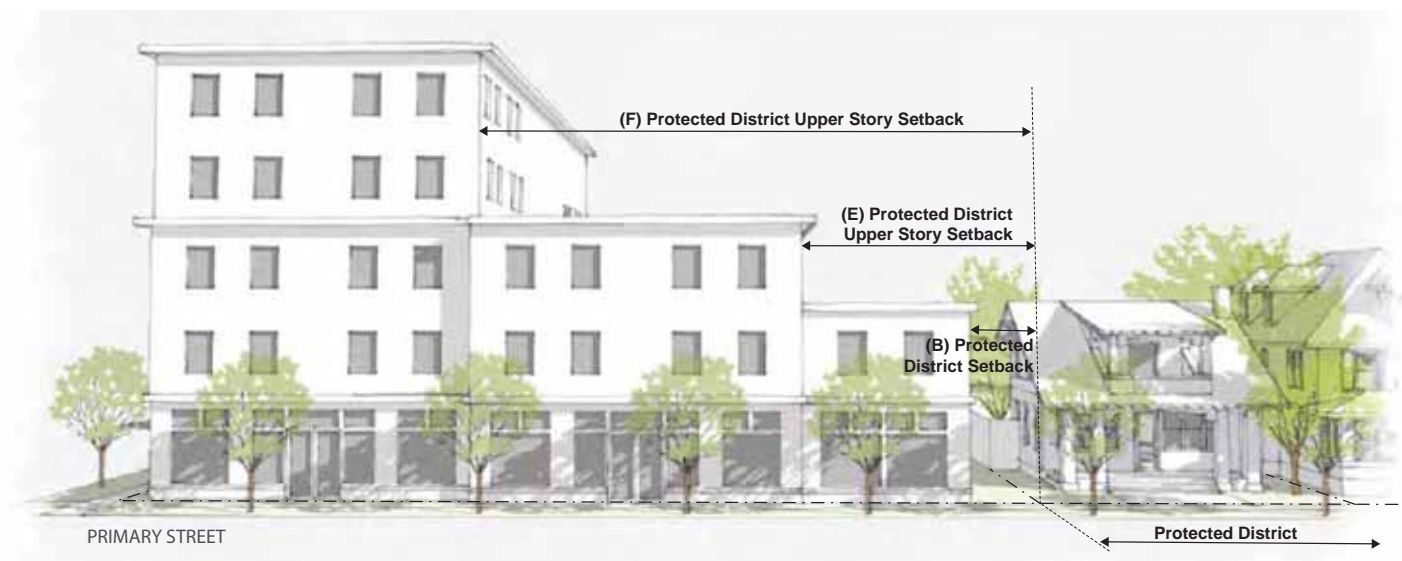 (F) Protected District Upper Story Setback
(E) Protected District
Upper Story Setback
(B) Protected
District Setback
PRIMARY STREET
Protected District